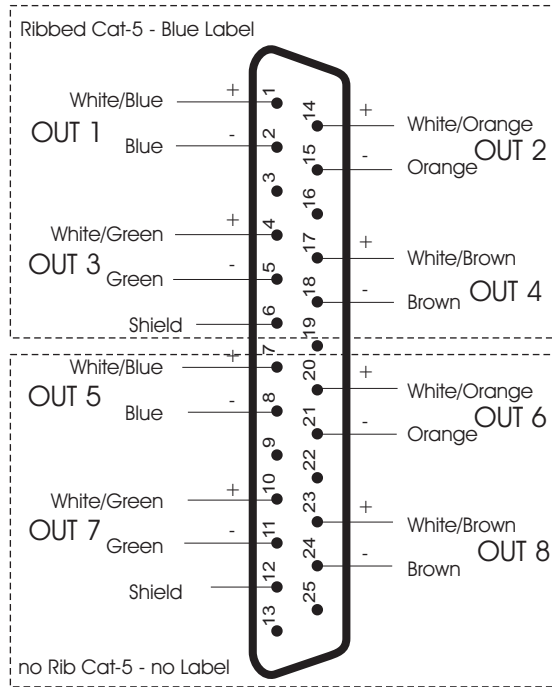 Ribbed Cat-5 - Blue Label
White/Blue + 1
OUT 1
Blue - 2
3
White/Green + 4
OUT 3
Green - 5
Shield 6
14 + White/Orange
OUT 2
15 - Orange
16
17 + White/Brown
OUT 4
18 - Brown
19
White/Blue + 7
OUT 5
Blue - 8
9
White/Green + 10
OUT 7
Green - 11
Shield 12
13
20 + White/Orange
OUT 6
21 - Orange
22
23 + White/Brown
OUT 8
24 - Brown
25
no Rib Cat-5 - no Label